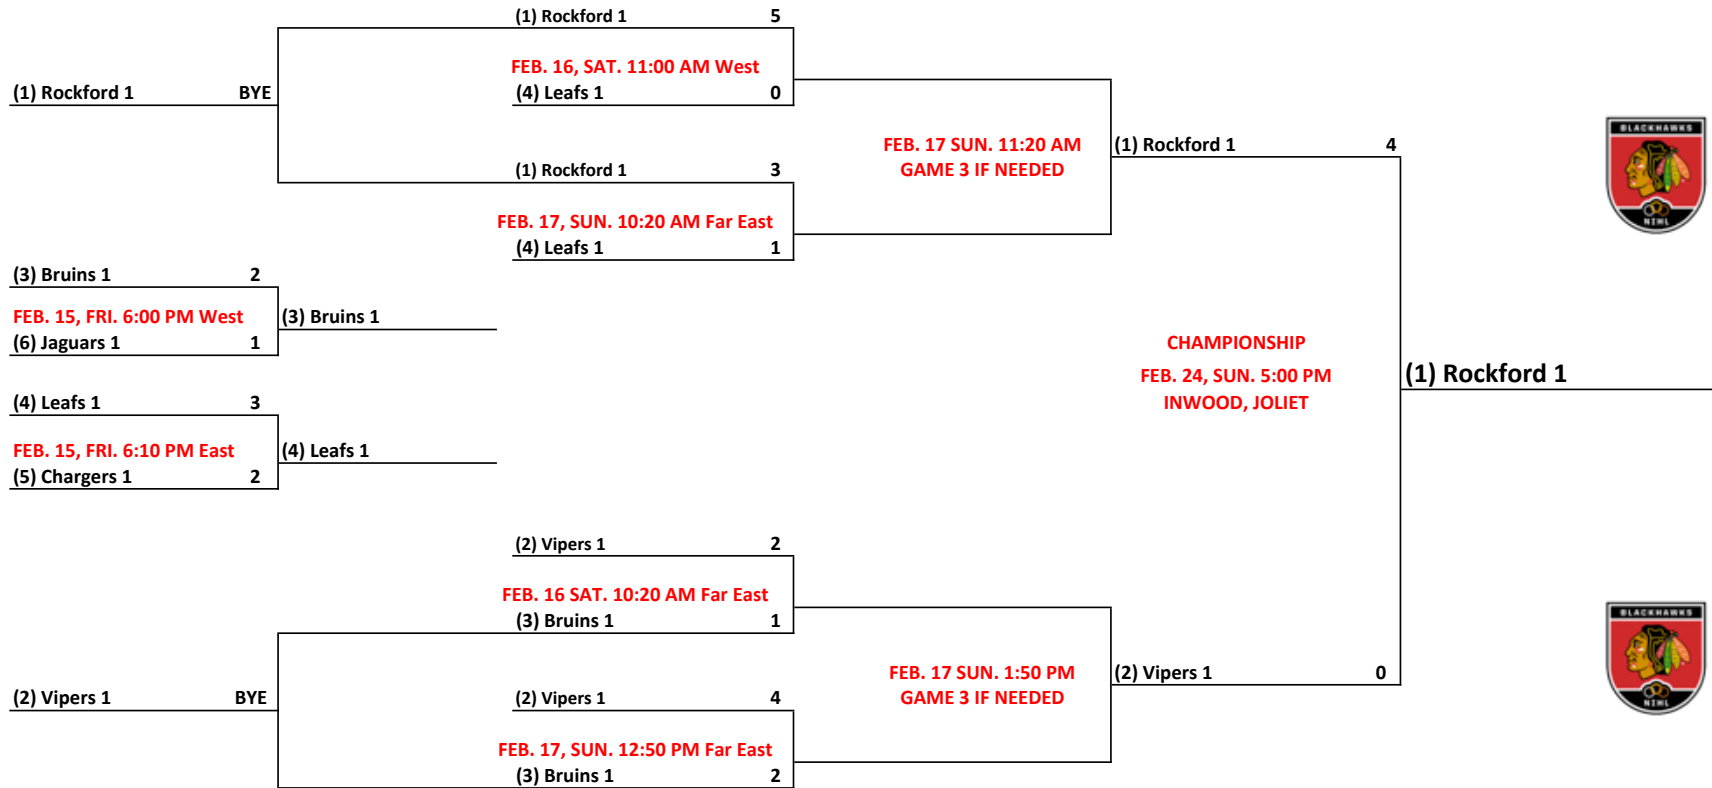 (1) Rockford 1 5
FEB. 16, SAT. 11:00 AM West
(1) Rockford 1 BYE
(4) Leafs 1 0
FEB. 17 SUN. 11:20 AM
GAME 3 IF NEEDED
(1) Rockford 1 4
BLACKHAWKS
NIHL
(1) Rockford 1 3
FEB. 17, SUN. 10:20 AM Far East
(4) Leafs 1 1
(3) Bruins 1 2
FEB. 15, FRI. 6:00 PM West
(3) Bruins 1
(6) Jaguars 1 1
CHAMPIONSHIP
FEB. 24, SUN. 5:00 PM
INWOOD, JOLIET
(1) Rockford 1
(4) Leafs 1 3
FEB. 15, FRI. 6:10 PM East
(4) Leafs 1
(5) Chargers 1 2
(2) Vipers 1 2
FEB. 16 SAT. 10:20 AM Far East
(3) Bruins 1 1
FEB. 17 SUN. 1:50 PM
GAME 3 IF NEEDED
(2) Vipers 1 0
BLACKHAWKS
NIHL
(2) Vipers 1 BYE
(2) Vipers 1 4
FEB. 17, SUN. 12:50 PM Far East
(3) Bruins 1 2